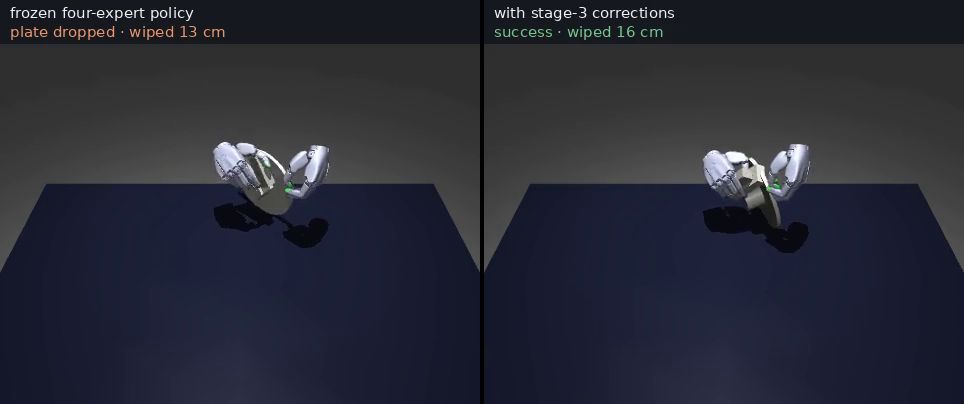 frozen four-expert policy
plate dropped · wiped 13 cm
with stage-3 corrections
success · wiped 16 cm